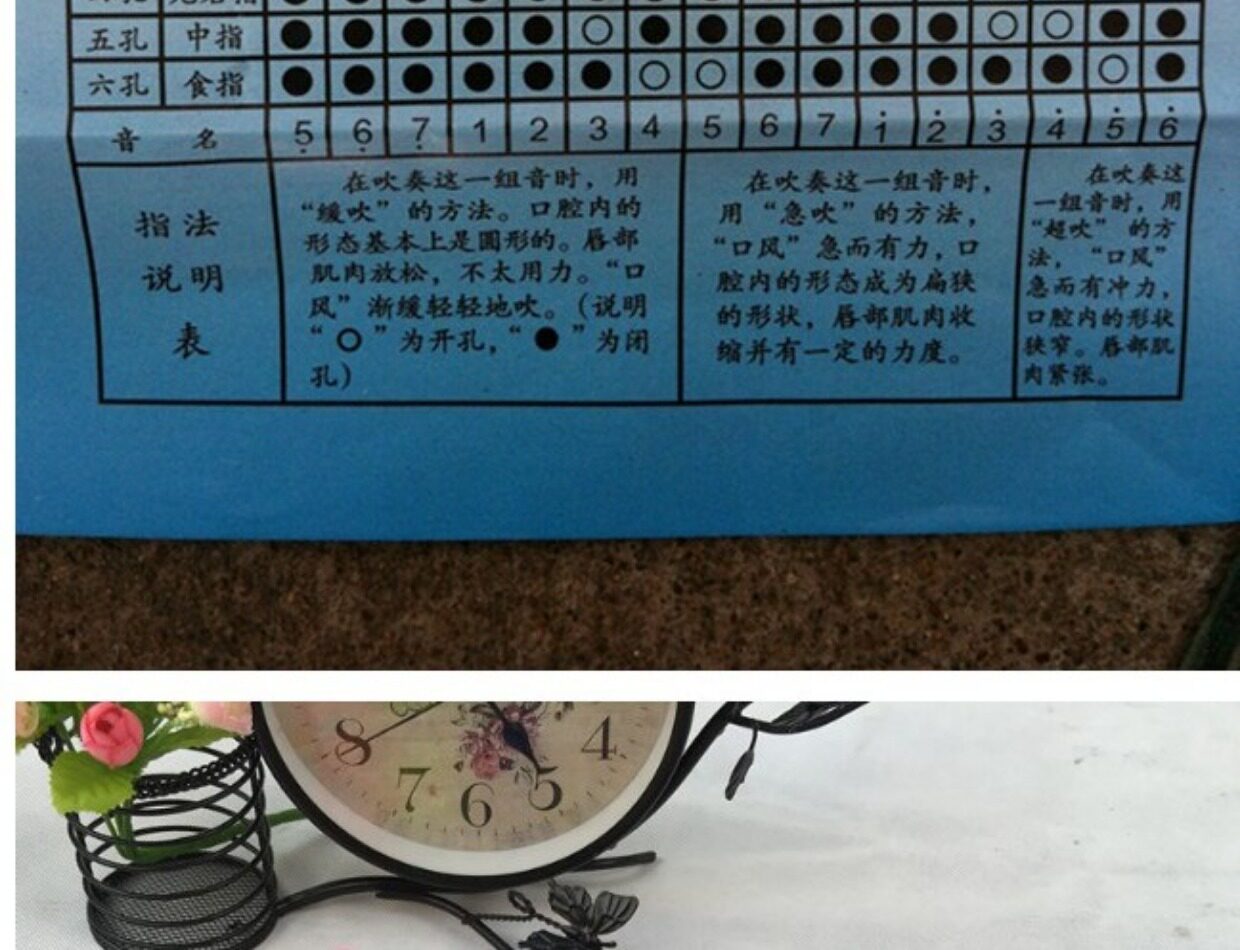 五孔 中指
六孔 食指
音 名 5̣ 6̣ 7̣ 1 2 3 4 5 6 7 1̇ 2̇ 3̇ 4̇ 5̇ 6̇
指法
说明
表
在吹奏这一组音时，用
“缓吹”的方法。口腔内的
形态基本上是圆形的。唇部
肌肉放松，不太用力。“口
风”渐缓轻轻地吹。（说明
“○”为开孔，“●”为闭
孔）
在吹奏这一组音时，
用“急吹”的方法，
“口风”急而有力，口
腔内的形态成为扁狭
的形状，唇部肌肉收
缩并有一定的力度。
在吹奏这
一组音时，用
“超吹”的方
法，“口风”
急而有冲力，
口腔内的形状
狭窄。唇部肌
肉紧张。
8 4
7 5
6